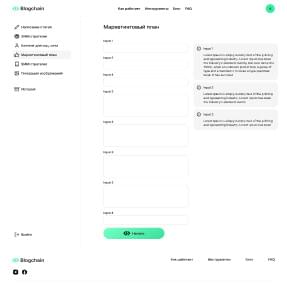 Blogchain
Как работает Инструменты Блог FAQ
Маркетинговый план
Написание статьи
SMM стратегия
Контент для соц. сетей
Маркетинговый план
SMM стратегия
Генерация изображений
История
Выйти
Input 1
Input 2
Input 4
Input 5
Input 6
Input 6
Input 3
Input 8
Начать
Input 1
Lorem Ipsum is simply dummy text of the printing and typesetting industry. Lorem Ipsum has been the industry's standard dummy text ever since the 1500s, when an unknown printer took a galley of type and scrambled it to make a type specimen book. It has survived
Input 2
Lorem Ipsum is simply dummy text of the printing and typesetting industry. Lorem Ipsum has been the industry's standard dummy
Input 3
Lorem Ipsum is simply dummy text of the printing and typesetting industry. Lorem Ipsum has been
Blogchain
Как работает Инструменты Блог FAQ